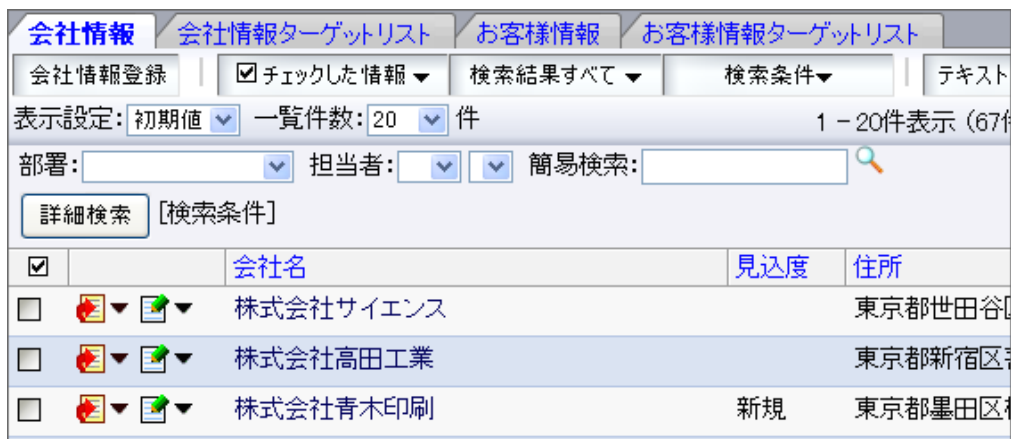 会社情報 会社情報ターゲットリスト お客様情報 お客様情報ターゲットリスト
会社情報登録 チェックした情報▼ 検索結果すべて▼ 検索条件▼ テキスト
表示設定: 初期値 一覧件数: 20 件 1 - 20件表示 (67
部署: 担当者: 簡易検索:
詳細検索 [検索条件]
会社名 見込度 住所
株式会社サイエンス 東京都世田谷
株式会社高田工業 東京都新宿区
株式会社青木印刷 新規 東京都墨田区